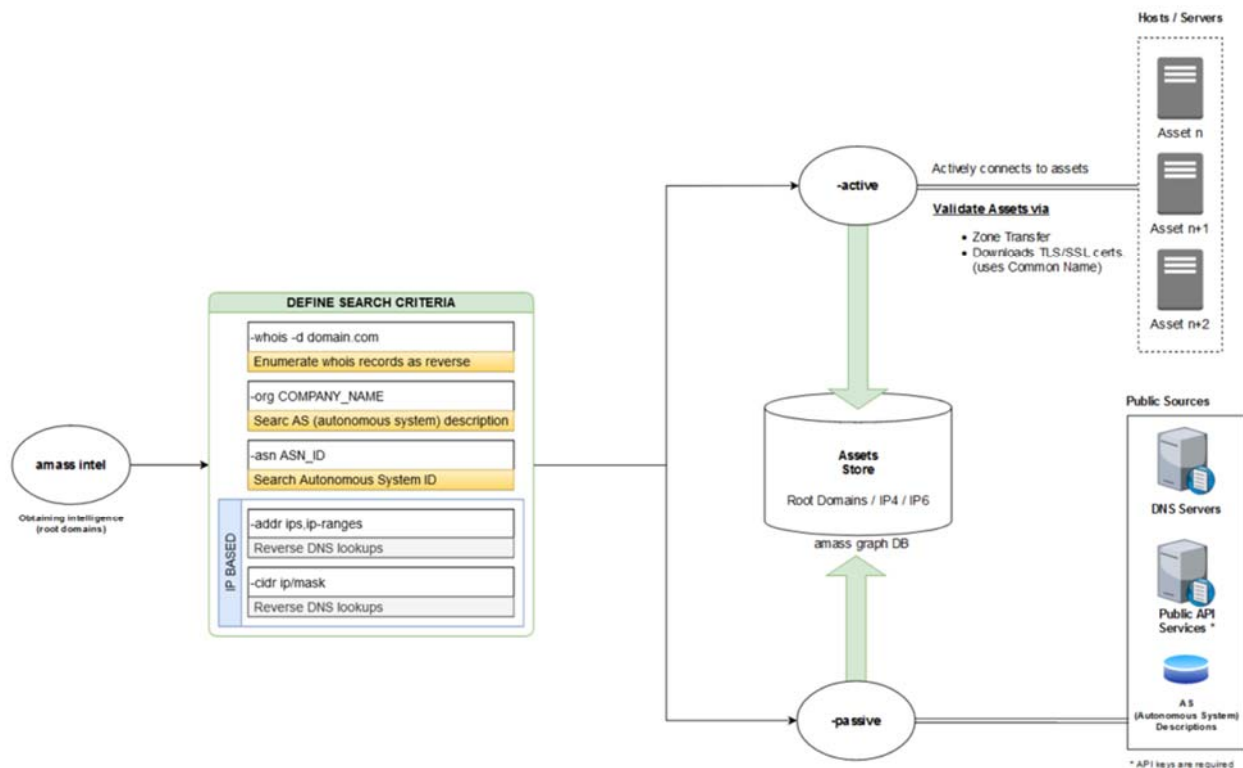 amass intel
Obtaining intelligence
(root domains)
DEFINE SEARCH CRITERIA
-whois -d domain.com
Enumerate whois records as reverse
-org COMPANY_NAME
Searc AS (autonomous system) description
-asn ASN_ID
Search Autonomous System ID
IP BASED
-addr ips,ip-ranges
Reverse DNS lookups
-cidr ip/mask
Reverse DNS lookups
-active
Actively connects to assets
Validate Assets via
• Zone Transfer
• Downloads TLS/SSL certs.
(uses Common Name)
Hosts / Servers
Asset n
Asset n+1
Asset n+2
Assets
Store
Root Domains / IP4 / IP6
amass graph DB
-passive
Public Sources
DNS Servers
Public API
Services *
AS
(Autonomous System)
Descriptions
* API keys are required